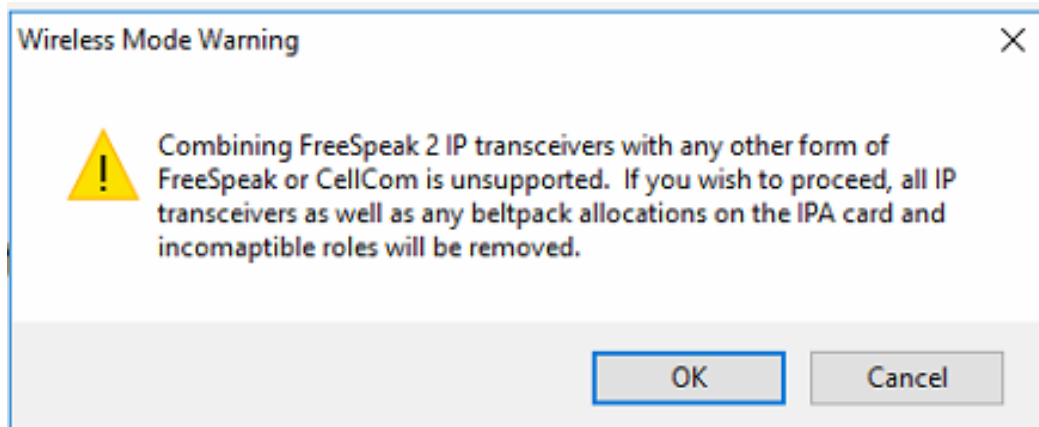 Wireless Mode Warning
Combining FreeSpeak 2 IP transceivers with any other form of
FreeSpeak or CellCom is unsupported.  If you wish to proceed, all IP
transceivers as well as any beltpack allocations on the IPA card and
incomaptible roles will be removed.
OK
Cancel